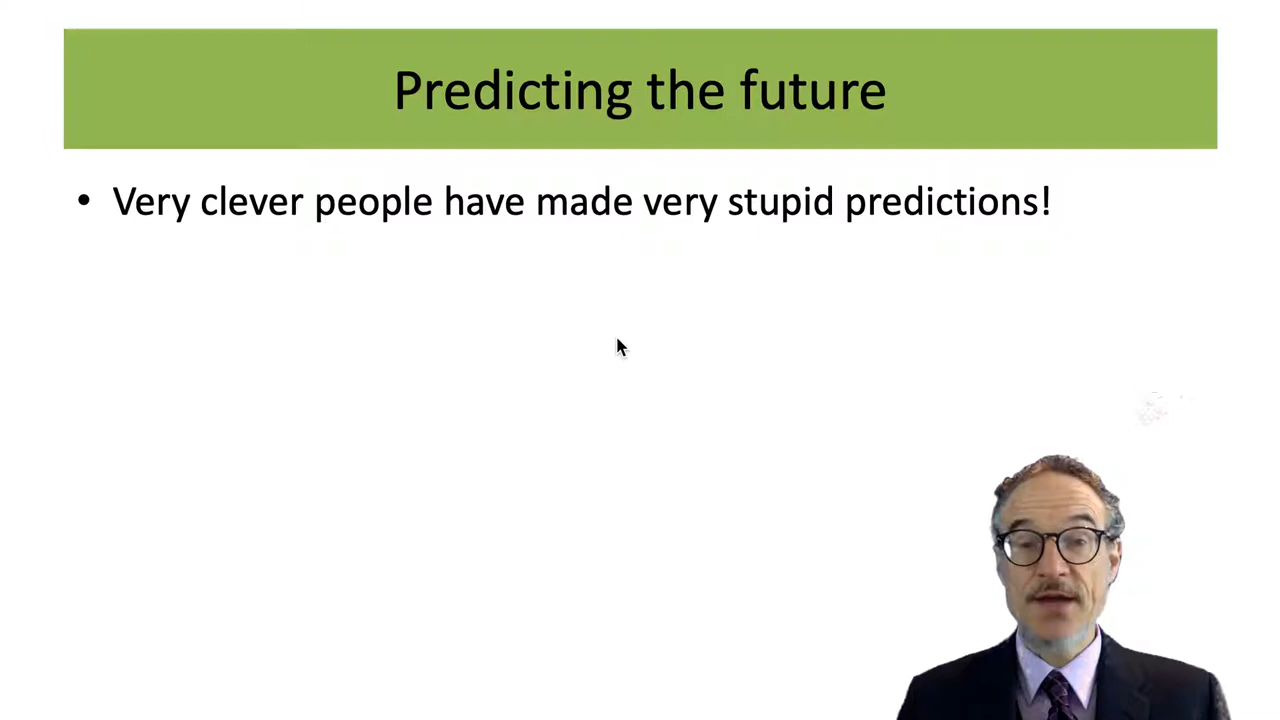 Predicting the future
• Very clever people have made very stupid predictions!